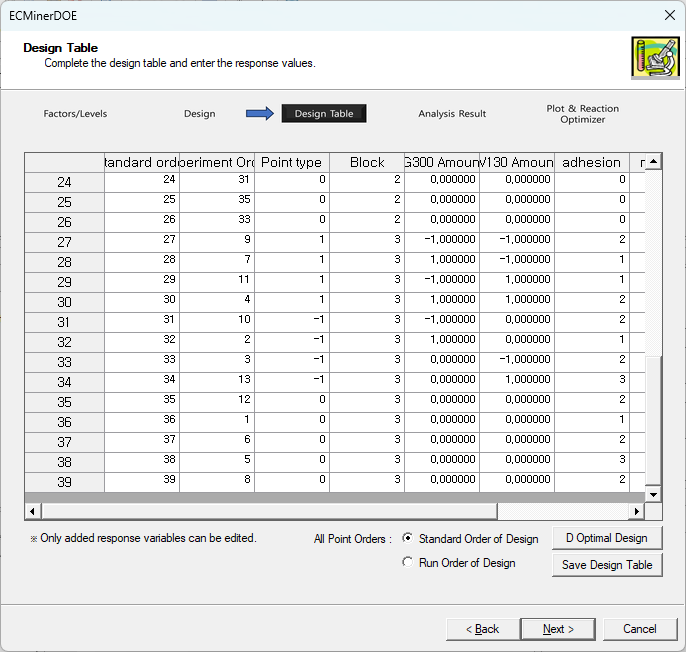 ECMinerDOE
Design Table
Complete the design table and enter the response values.
Factors/Levels Design Design Table Analysis Result Plot & Reaction Optimizer
tandard ord periment Ord Point type Block G300 Amoun V130 Amoun adhesion
24 24 31 0 2 0,000000 0,000000 0
25 25 35 0 2 0,000000 0,000000 0
26 26 33 0 2 0,000000 0,000000 0
27 27 9 1 3 -1,000000 -1,000000 2
28 28 7 1 3 1,000000 -1,000000 1
29 29 11 1 3 -1,000000 1,000000 1
30 30 4 1 3 1,000000 1,000000 2
31 31 10 -1 3 -1,000000 0,000000 2
32 32 2 -1 3 1,000000 0,000000 1
33 33 3 -1 3 0,000000 -1,000000 2
34 34 13 -1 3 0,000000 1,000000 3
35 35 12 0 3 0,000000 0,000000 2
36 36 1 0 3 0,000000 0,000000 1
37 37 6 0 3 0,000000 0,000000 2
38 38 5 0 3 0,000000 0,000000 3
39 39 8 0 3 0,000000 0,000000 2
※ Only added response variables can be edited. All Point Orders : Standard Order of Design D Optimal Design
Run Order of Design Save Design Table
< Back Next > Cancel